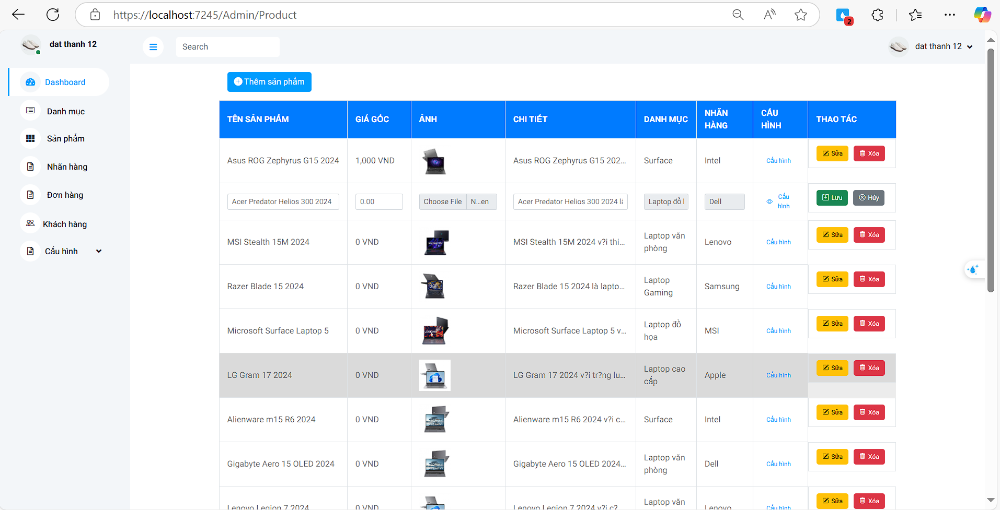 https://localhost:7245/Admin/Product
2
dat thanh 12
Search
dat thanh 12
Dashboard
Danh mục
Sản phẩm
Nhãn hàng
Đơn hàng
Khách hàng
Cấu hình
Thêm sản phẩm
TÊN SẢN PHẨM GIÁ GỐC ẢNH CHI TIẾT DANH MỤC NHÃN HÀNG CẤU HÌNH THAO TÁC
Asus ROG Zephyrus G15 2024 1,000 VND Asus ROG Zephyrus G15 202... Surface Intel Cấu hình Sửa Xóa
Acer Predator Helios 300 2024 0.00 Choose File N...en Acer Predator Helios 300 2024 là Laptop đồ Dell Cấu hình Lưu Hủy
MSI Stealth 15M 2024 0 VND MSI Stealth 15M 2024 v?i thi... Laptop văn phòng Lenovo Cấu hình Sửa Xóa
Razer Blade 15 2024 0 VND Razer Blade 15 2024 là lapto... Laptop Gaming Samsung Cấu hình Sửa Xóa
Microsoft Surface Laptop 5 0 VND Microsoft Surface Laptop 5 v... Laptop đồ họa MSI Cấu hình Sửa Xóa
LG Gram 17 2024 0 VND LG Gram 17 2024 v?i tr?ng lu... Laptop cao cấp Apple Cấu hình Sửa Xóa
Alienware m15 R6 2024 0 VND Alienware m15 R6 2024 v?i c... Surface Intel Cấu hình Sửa Xóa
Gigabyte Aero 15 OLED 2024 0 VND Gigabyte Aero 15 OLED 2024... Laptop văn phòng Dell Cấu hình Sửa Xóa
Lenovo Legion 7 2024 0 VND Lenovo Legion 7 2024 v?i c? Laptop văn Lenovo Cấu hình Sửa Xóa